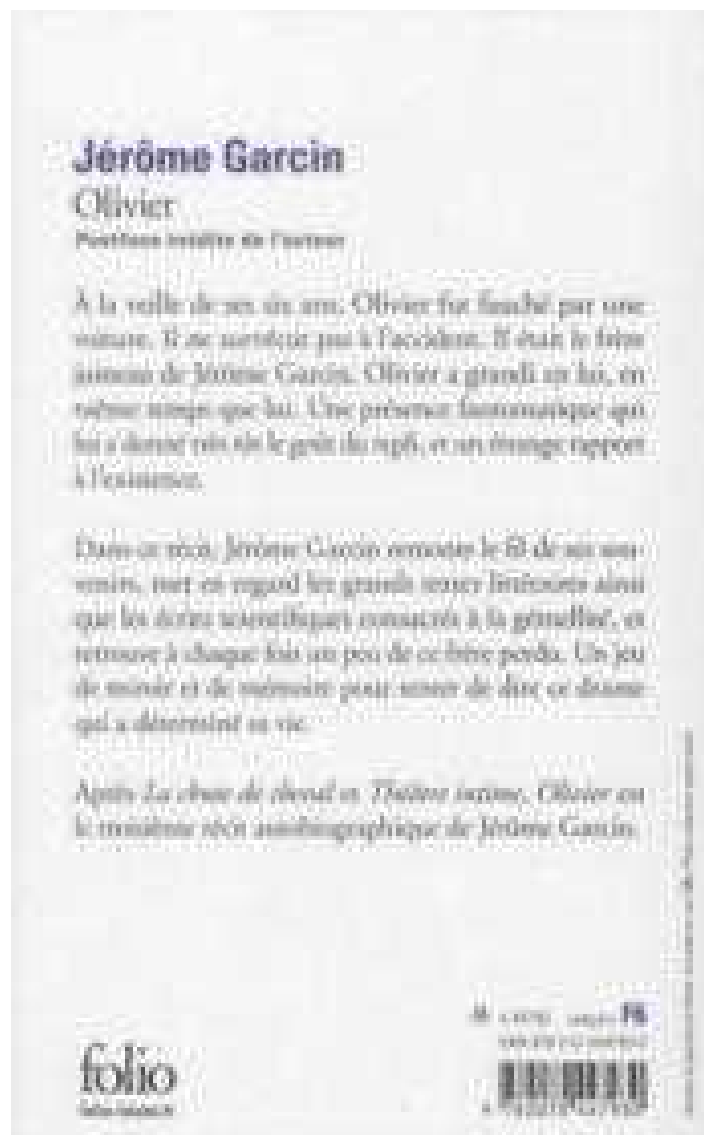 Jérôme Garcin
Olivier
Postface inédite de l'auteur
À la veille de ses six ans, Olivier fut fauché par une
voiture. Il ne survécut pas à l'accident. Il était le frère
jumeau de Jérôme Garcin. Olivier a grandi en lui, en
même temps que lui. Une présence fantomatique qui
lui a donné très tôt le goût du repli, et un étrange rapport
à l'existence.
Dans ce récit, Jérôme Garcin remonte le fil de ses sou-
venirs, met en regard les grands textes littéraires ainsi
que les écrits scientifiques consacrés à la gémellité, et
retrouve à chaque fois un peu de ce frère perdu. Un jeu
de miroir et de mémoire pour tenter de dire ce drame
qui a déterminé sa vie.
Après La chute de cheval et Théâtre intime, Olivier est
le troisième récit autobiographique de Jérôme Garcin.
F6
folio